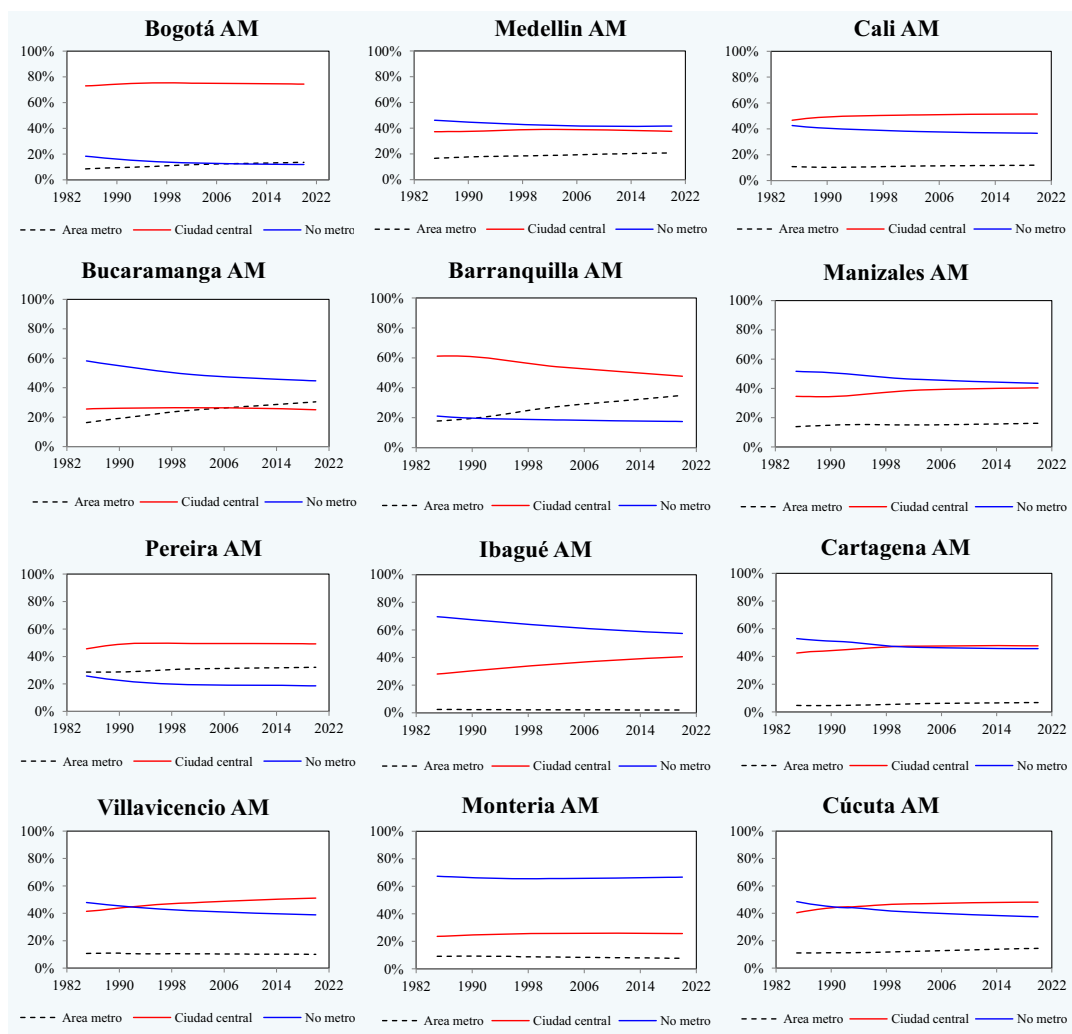 Bogotá AM
100%
80%
60%
40%
20%
0%
1982 1990 1998 2006 2014 2022
Area metro Ciudad central No metro
Medellin AM
100%
80%
60%
40%
20%
0%
1982 1990 1998 2006 2014 2022
Area metro Ciudad central No metro
Cali AM
100%
80%
60%
40%
20%
0%
1982 1990 1998 2006 2014 2022
Area metro Ciudad central No metro
Bucaramanga AM
100%
80%
60%
40%
20%
0%
1982 1990 1998 2006 2014 2022
Area metro Ciudad central No metro
Barranquilla AM
100%
80%
60%
40%
20%
0%
1982 1990 1998 2006 2014 2022
Area metro Ciudad central No metro
Manizales AM
100%
80%
60%
40%
20%
0%
1982 1990 1998 2006 2014 2022
Area metro Ciudad central No metro
Pereira AM
100%
80%
60%
40%
20%
0%
1982 1990 1998 2006 2014 2022
Area metro Ciudad central No metro
Ibagué AM
100%
80%
60%
40%
20%
0%
1982 1990 1998 2006 2014 2022
Area metro Ciudad central No metro
Cartagena AM
100%
80%
60%
40%
20%
0%
1982 1990 1998 2006 2014 2022
Area metro Ciudad central No metro
Villavicencio AM
100%
80%
60%
40%
20%
0%
1982 1990 1998 2006 2014 2022
Area metro Ciudad central No metro
Monteria AM
100%
80%
60%
40%
20%
0%
1982 1990 1998 2006 2014 2022
Area metro Ciudad central No metro
Cúcuta AM
100%
80%
60%
40%
20%
0%
1982 1990 1998 2006 2014 2022
Area metro Ciudad central No metro